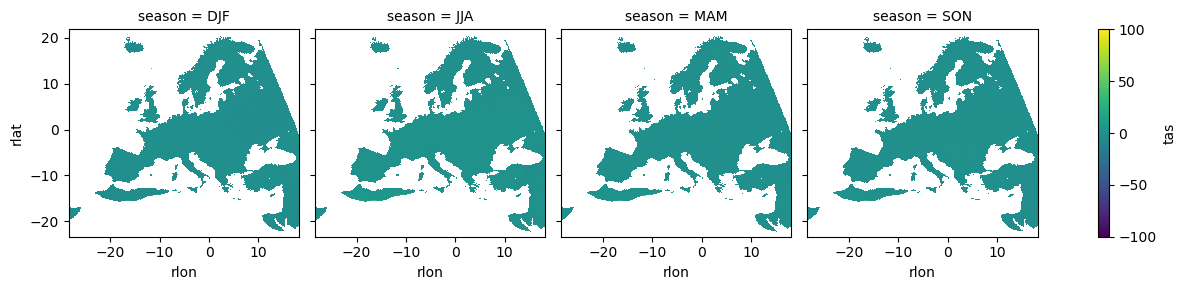 season = DJF
season = JJA
season = MAM
season = SON
20
10
0
−10
−20
rlat
−20 −10 0 10
−20 −10 0 10
−20 −10 0 10
−20 −10 0 10
rlon
rlon
rlon
rlon
100
50
0
−50
−100
tas